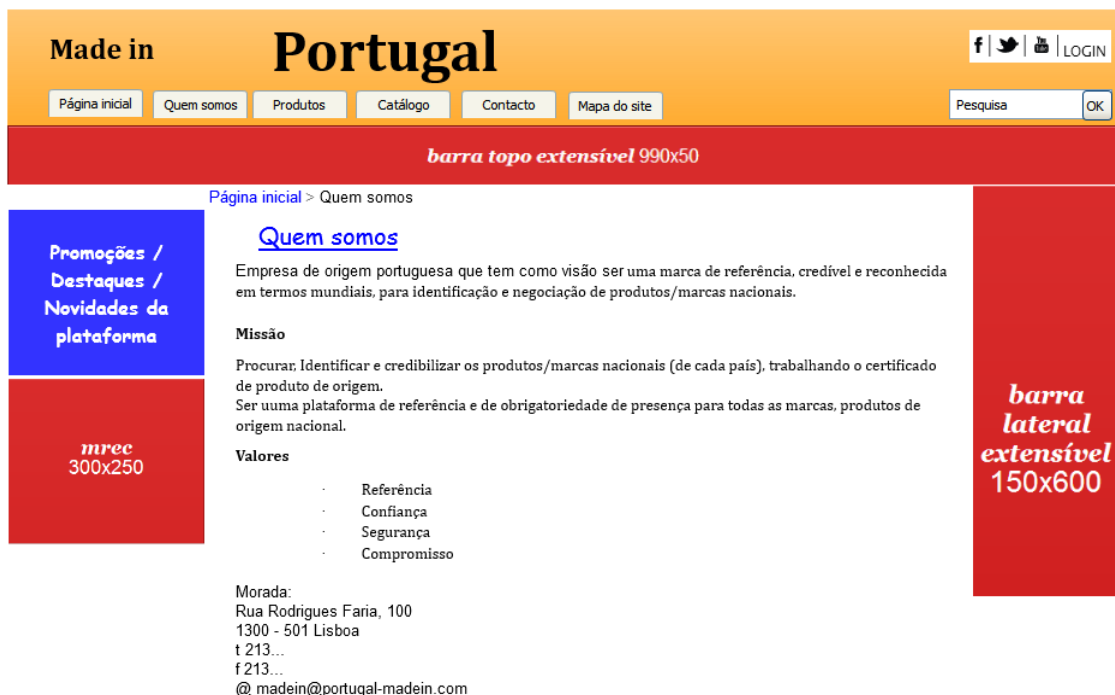 Made in
Portugal
f | | You Tube | LOGIN
Página inicial
Quem somos
Produtos
Catálogo
Contacto
Mapa do site
Pesquisa
OK
barra topo extensível 990x50
Página inicial > Quem somos
Promoções /
Destaques /
Novidades da
plataforma
mrec
300x250
Quem somos
Empresa de origem portuguesa que tem como visão ser uma marca de referência, credível e reconhecida
em termos mundiais, para identificação e negociação de produtos/marcas nacionais.
Missão
Procurar, Identificar e credibilizar os produtos/marcas nacionais (de cada país), trabalhando o certificado
de produto de origem.
Ser uuma plataforma de referência e de obrigatoriedade de presença para todas as marcas, produtos de
origem nacional.
Valores
· Referência
· Confiança
· Segurança
· Compromisso
Morada:
Rua Rodrigues Faria, 100
1300 - 501 Lisboa
t 213...
f 213...
@ madein@portugal-madein.com
barra
lateral
extensível
150x600